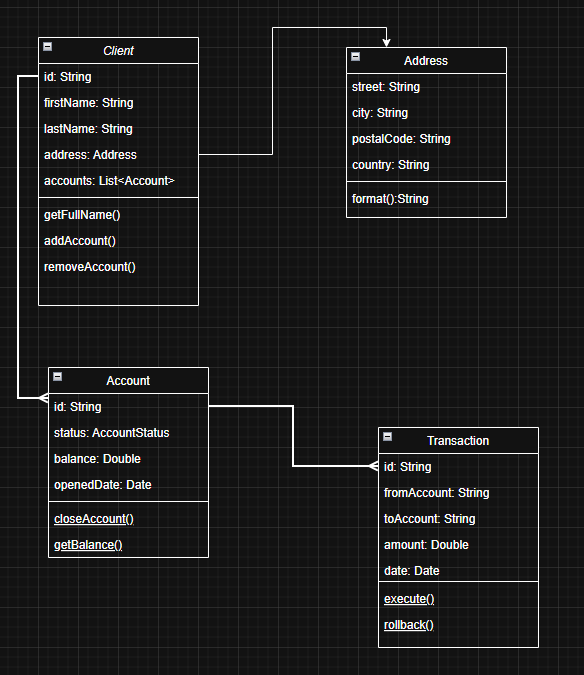 Client
id: String
firstName: String
lastName: String
address: Address
accounts: List<Account>
getFullName()
addAccount()
removeAccount()
Address
street: String
city: String
postalCode: String
country: String
format():String
Account
id: String
status: AccountStatus
balance: Double
openedDate: Date
closeAccount()
getBalance()
Transaction
id: String
fromAccount: String
toAccount: String
amount: Double
date: Date
execute()
rollback()